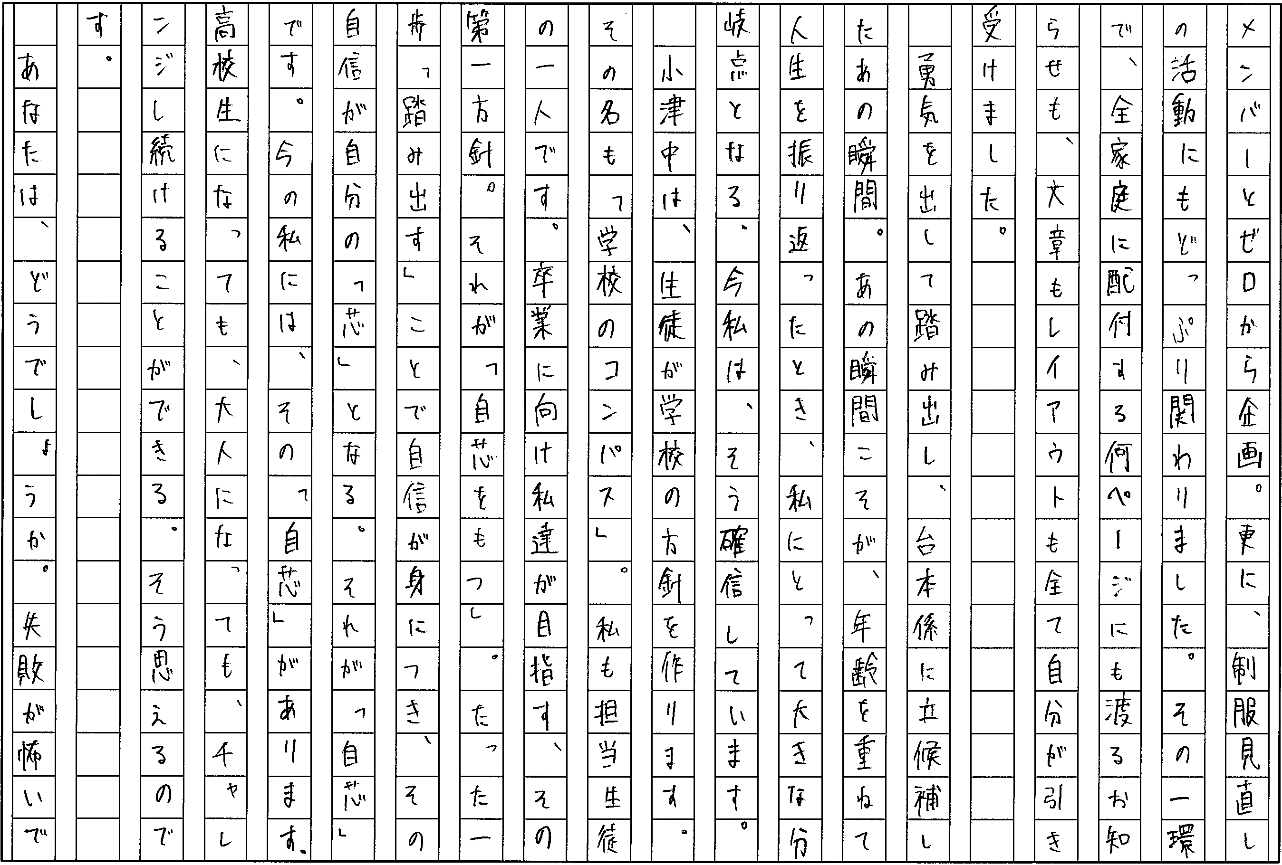 メンバーとゼロから企画。更に、制服見直し
の活動にもどっぷり関わりました。その一環
で、全家庭に配付する何ページにも渡るお知
らせも、文章もレイアウトも全て自分が引き
受けました。
勇気を出して踏み出し、台本係に立候補し
たあの瞬間。あの瞬間こそが、年齢を重ねて
人生を振り返ったとき、私にとって大きな分
岐点となる。今私は、そう確信しています。
小津中は、生徒が学校の方針を作ります。
その名も「学校のコンパス」。私も担当生徒
の一人です。卒業に向け私達が目指す、その
第一方針。それが「自芯をもつ」。たった一
歩「踏み出す」ことで自信が身につき、その
自信が自分の「芯」となる。それが「自芯」
です。今の私には、その「自芯」があります。
高校生になっても、大人になっても、チャレ
ンジし続けることができる。そう思えるので
す。
あなたは、どうでしょうか。失敗が怖いで